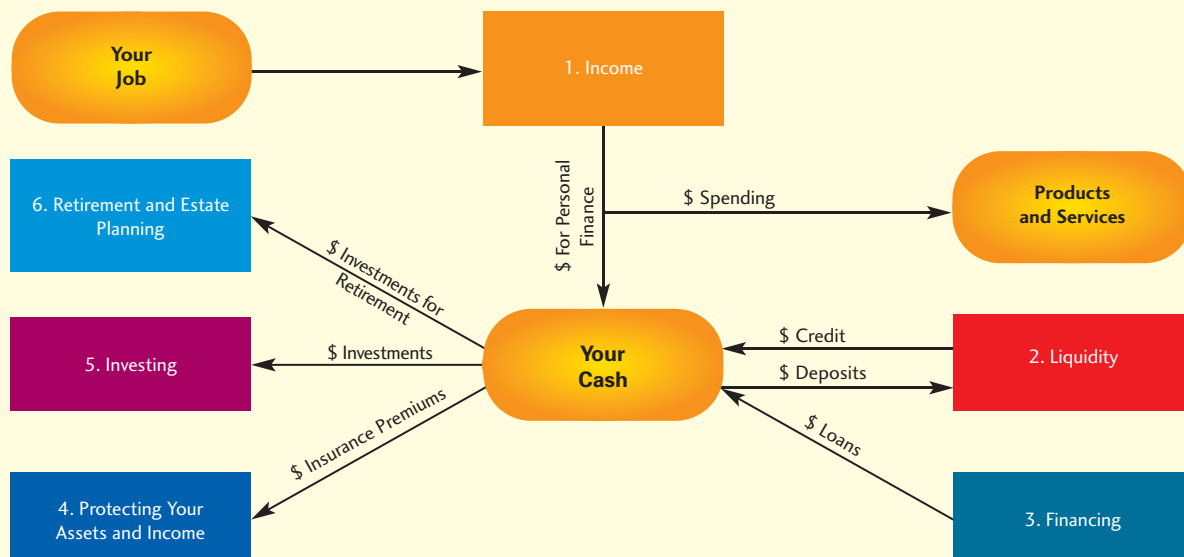 Your
Job
1. Income
6. Retirement and Estate
Planning
$ For Personal
Finance
$ Spending
Products
and Services
$ Investments for
Retirement
5. Investing
$ Investments
Your
Cash
$ Credit
$ Deposits
2. Liquidity
$ Insurance Premiums
$ Loans
4. Protecting Your
Assets and Income
3. Financing